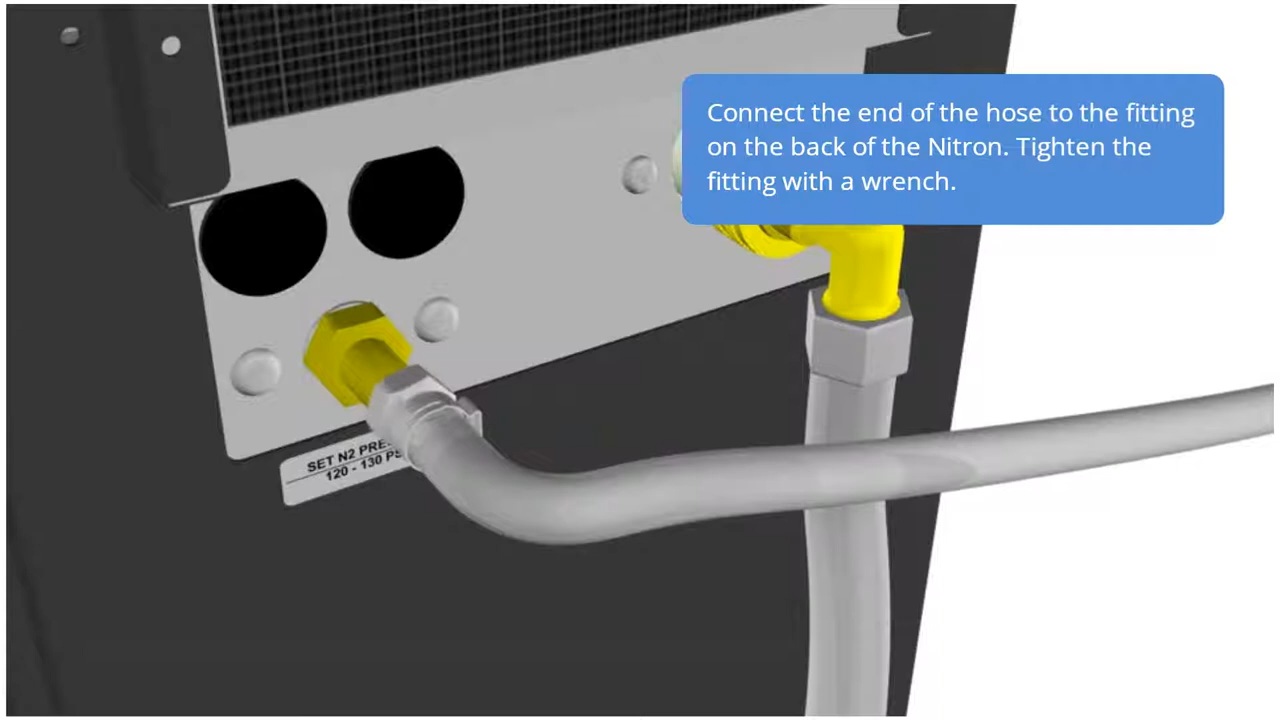 Connect the end of the hose to the fitting
on the back of the Nitron. Tighten the
fitting with a wrench.
SET N2
120 - 130